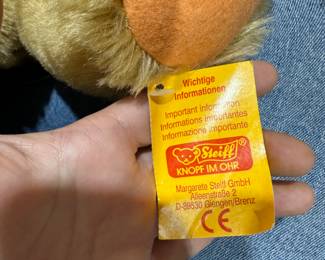 Wichtige
Informationen
Important information
Informations importantes
Informazione importante
Steiff ®
KNOPF IM OHR
Margarete Steiff GmbH
Alleenstraße 2
D-89530 Giengen/Brenz
CE